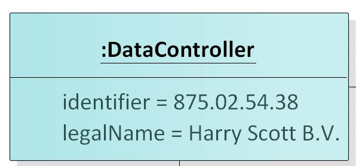 :DataController
identifier = 875.02.54.38
legalName = Harry Scott B.V.